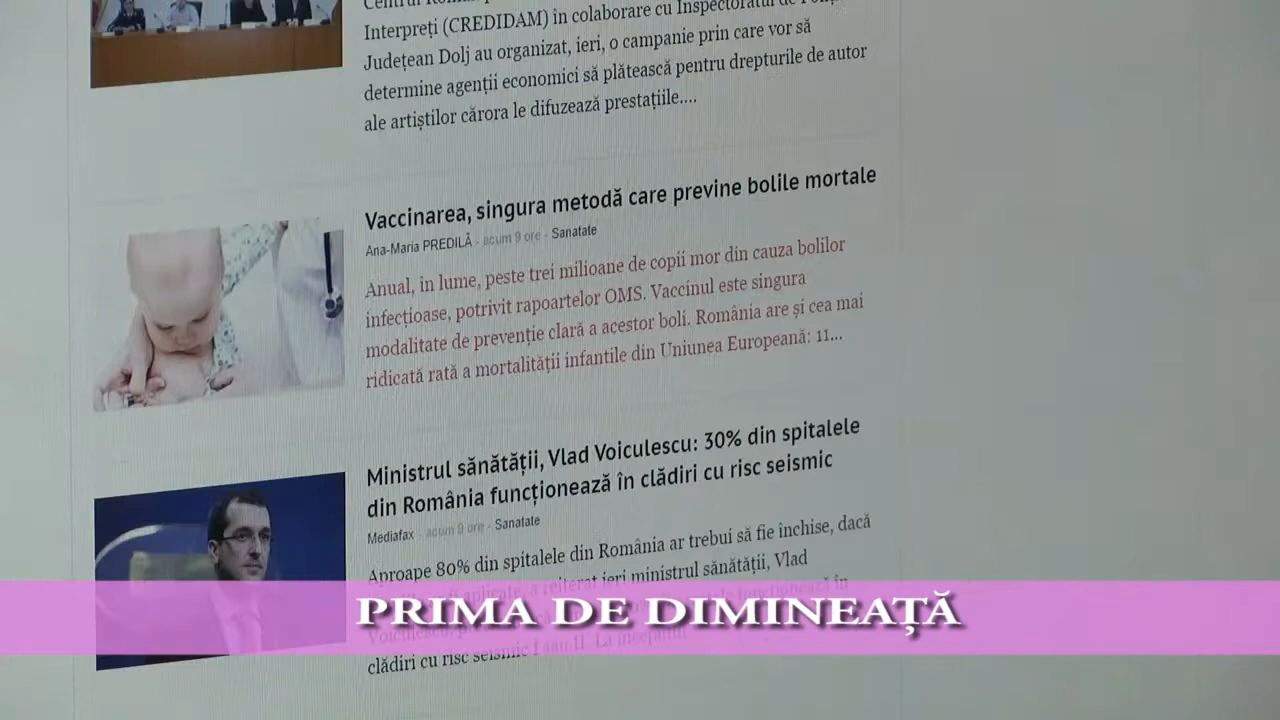 Interpreți (CREDIDAM) în colaborare cu Inspectoratul de
Județean Dolj au organizat, ieri, o campanie prin care vor să
determine agenții economici să plătească pentru drepturile de autor
ale artiștilor cărora le difuzează prestațiile....
Vaccinarea, singura metodă care previne bolile mortale
Ana-Maria PREDILĂ - acum 9 ore - Sanatate
Anual, în lume, peste trei milioane de copii mor din cauza bolilor
infecțioase, potrivit rapoartelor OMS. Vaccinul este singura
modalitate de prevenție clară a acestor boli. România are și cea mai
ridicată rată a mortalității infantile din Uniunea Europeană: 11...
Ministrul sănătății, Vlad Voiculescu: 30% din spitalele
din România funcționează în clădiri cu risc seismic
Mediafax - acum 9 ore - Sanatate
Aproape 80% din spitalele din România ar trebui să fie închise, dacă
a reiterat ieri ministrul sănătății, Vlad
funcționează în
PRIMA DE DIMINEAȚĂ
Voiculescu,
clădiri cu risc seismic I sau II. La începutul